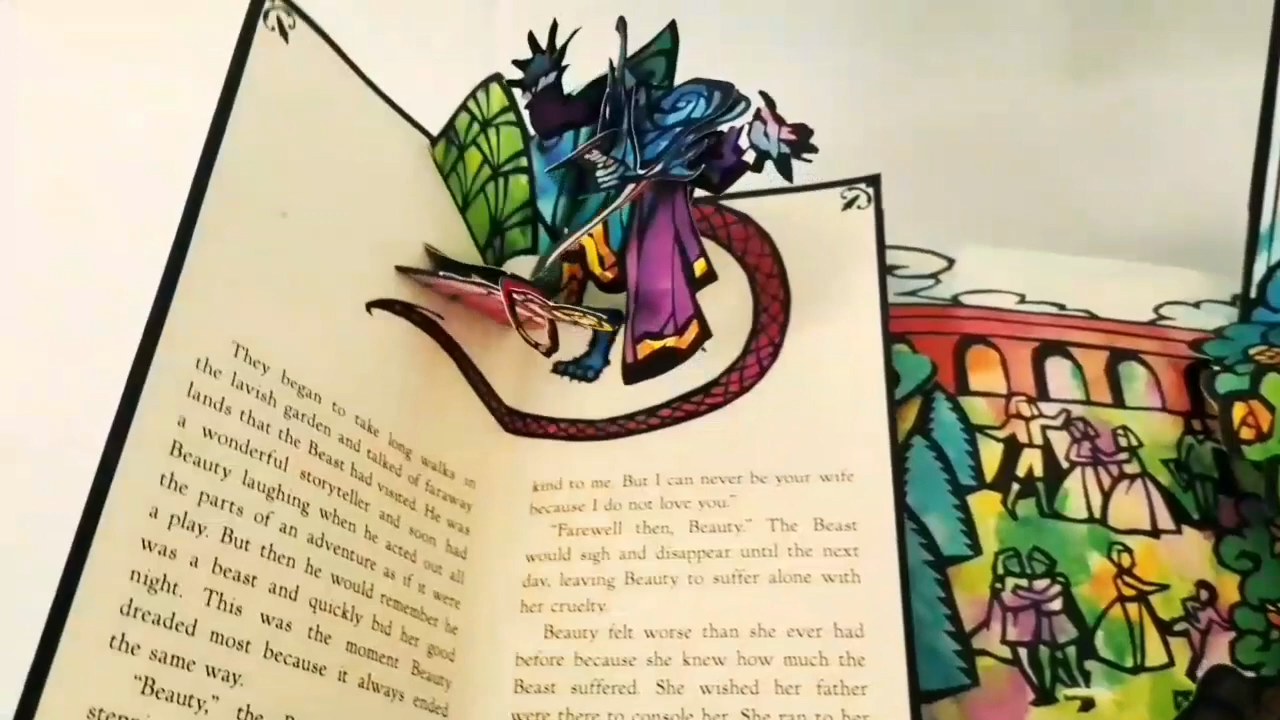 They began to take long walks in
the lavish garden and talked of faraway
lands that the Beast had visited. He was
a wonderful storyteller and soon had
Beauty laughing when he acted out all
the parts of an adventure as if it were
a play. But then he would remember he
was a beast and quickly bid her good
night. This was the moment Beauty
dreaded most because it always ended
the same way.
"Beauty," the
kind to me. But I can never be your wife
because I do not love you."
"Farewell then, Beauty." The Beast
would sigh and disappear until the next
day, leaving Beauty to suffer alone with
her cruelty.
Beauty felt worse than she ever had
before because she knew how much the
Beast suffered. She wished her father
were there to console her. She ran to her